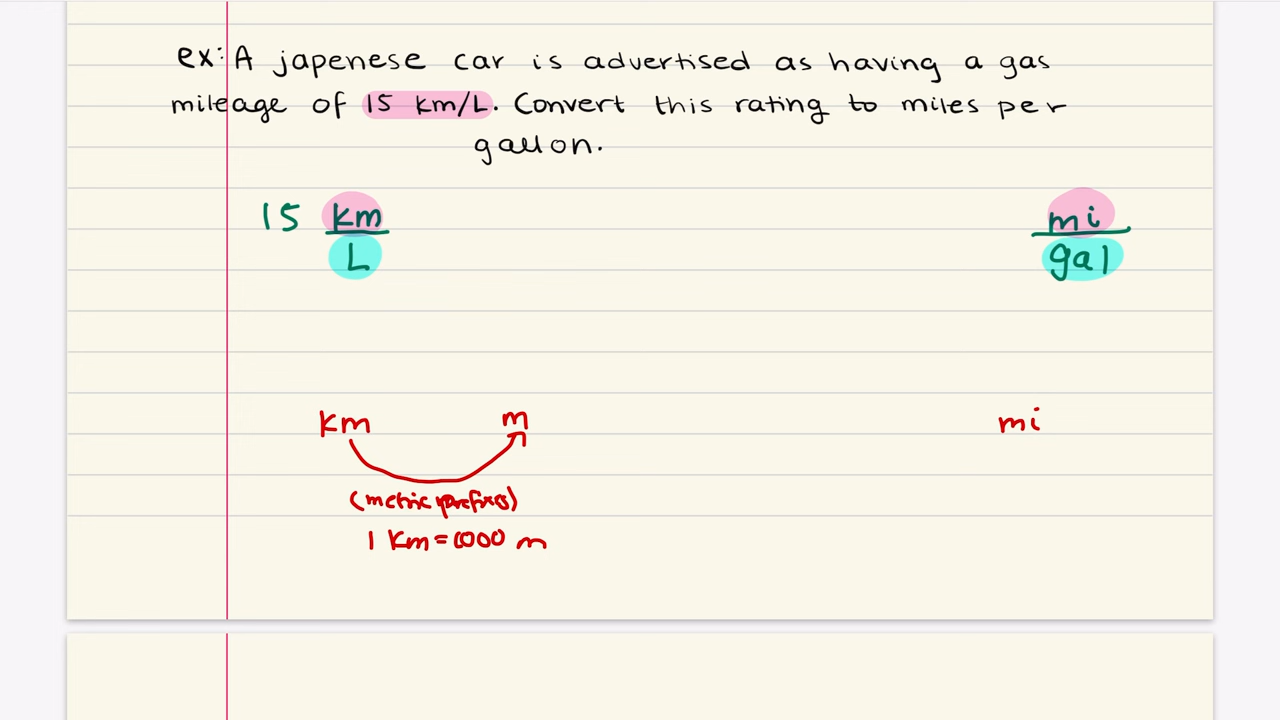 ex: A japenese car is advertised as having a gas
mileage of 15 km/L. Convert this rating to miles per
gallon.
15 km/L mi/gal
km m mi
(metric prefixes)
1 Km = 1000 m